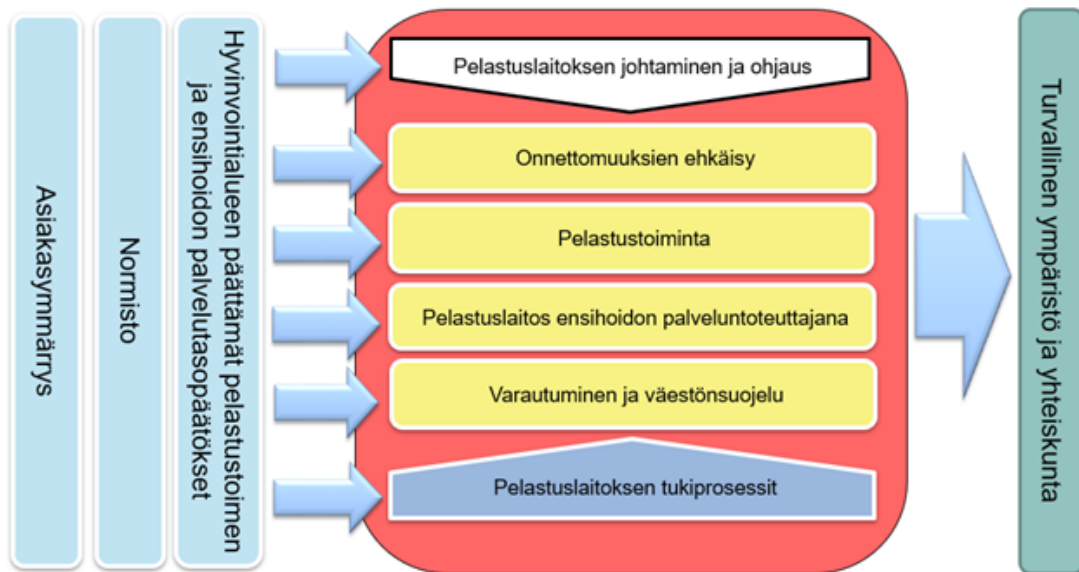 Asiakasymmärrys
Normisto
Hyvinvointialueen päättämät pelastustoimen
ja ensihoidon palvelutasopäätökset
Pelastuslaitoksen johtaminen ja ohjaus
Onnettomuuksien ehkäisy
Pelastustoiminta
Pelastuslaitos ensihoidon palveluntoteuttajana
Varautuminen ja väestönsuojelu
Pelastuslaitoksen tukiprosessit
Turvallinen ympäristö ja yhteiskunta